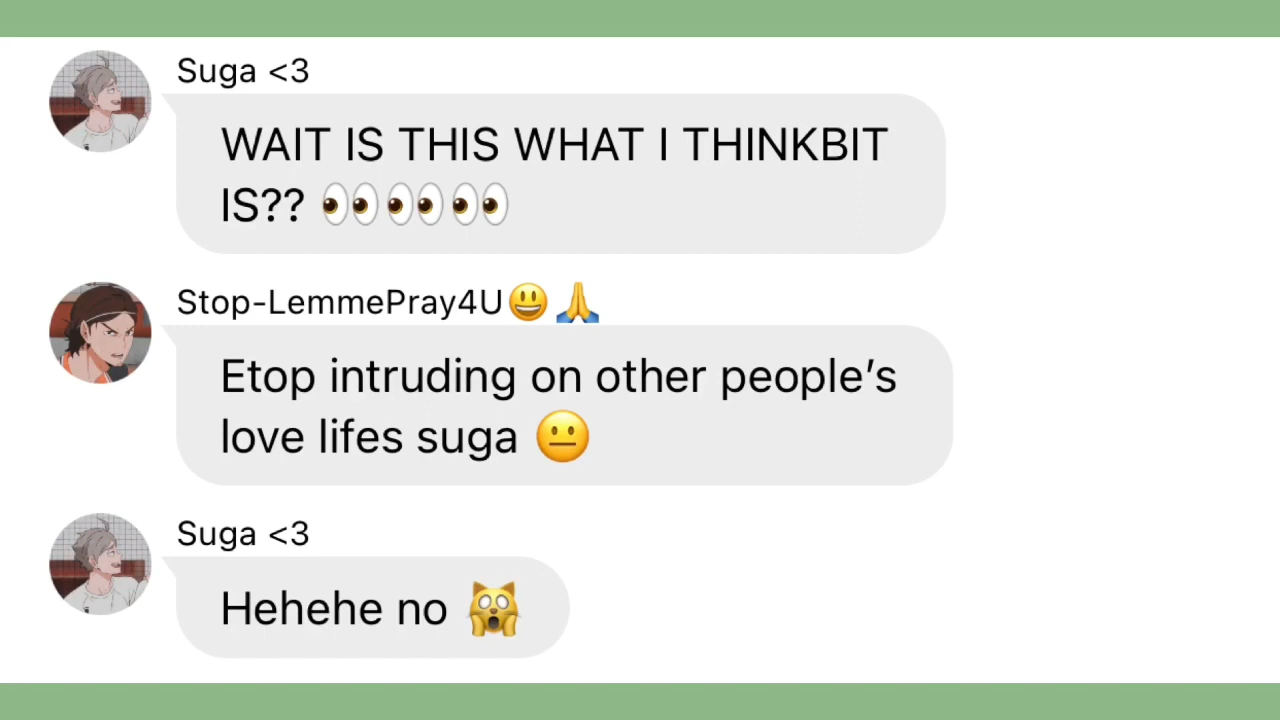 Suga <3
WAIT IS THIS WHAT I THINKBIT
IS?? 👀👀👀
Stop-LemmePray4U😃🙏
Etop intruding on other people’s
love lifes suga 😐
Suga <3
Hehehe no 🙀